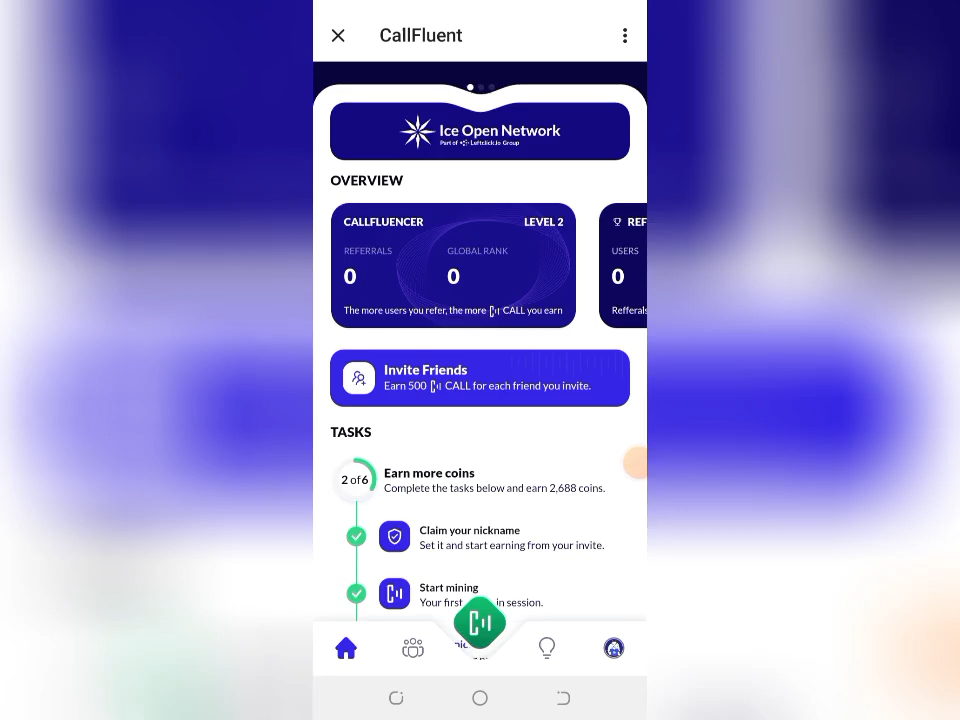 CallFluent
Ice Open Network
Part of Leftclick.io Group
OVERVIEW
CALLFLUENCER LEVEL 2
REFERRALS GLOBAL RANK
0 0
The more users you refer, the more CALL you earn
REF
USERS
0
Refferals
Invite Friends
Earn 500 CALL for each friend you invite.
TASKS
2 of 6
Earn more coins
Complete the tasks below and earn 2,688 coins.
Claim your nickname
Set it and start earning from your invite.
Start mining
Your first in session.